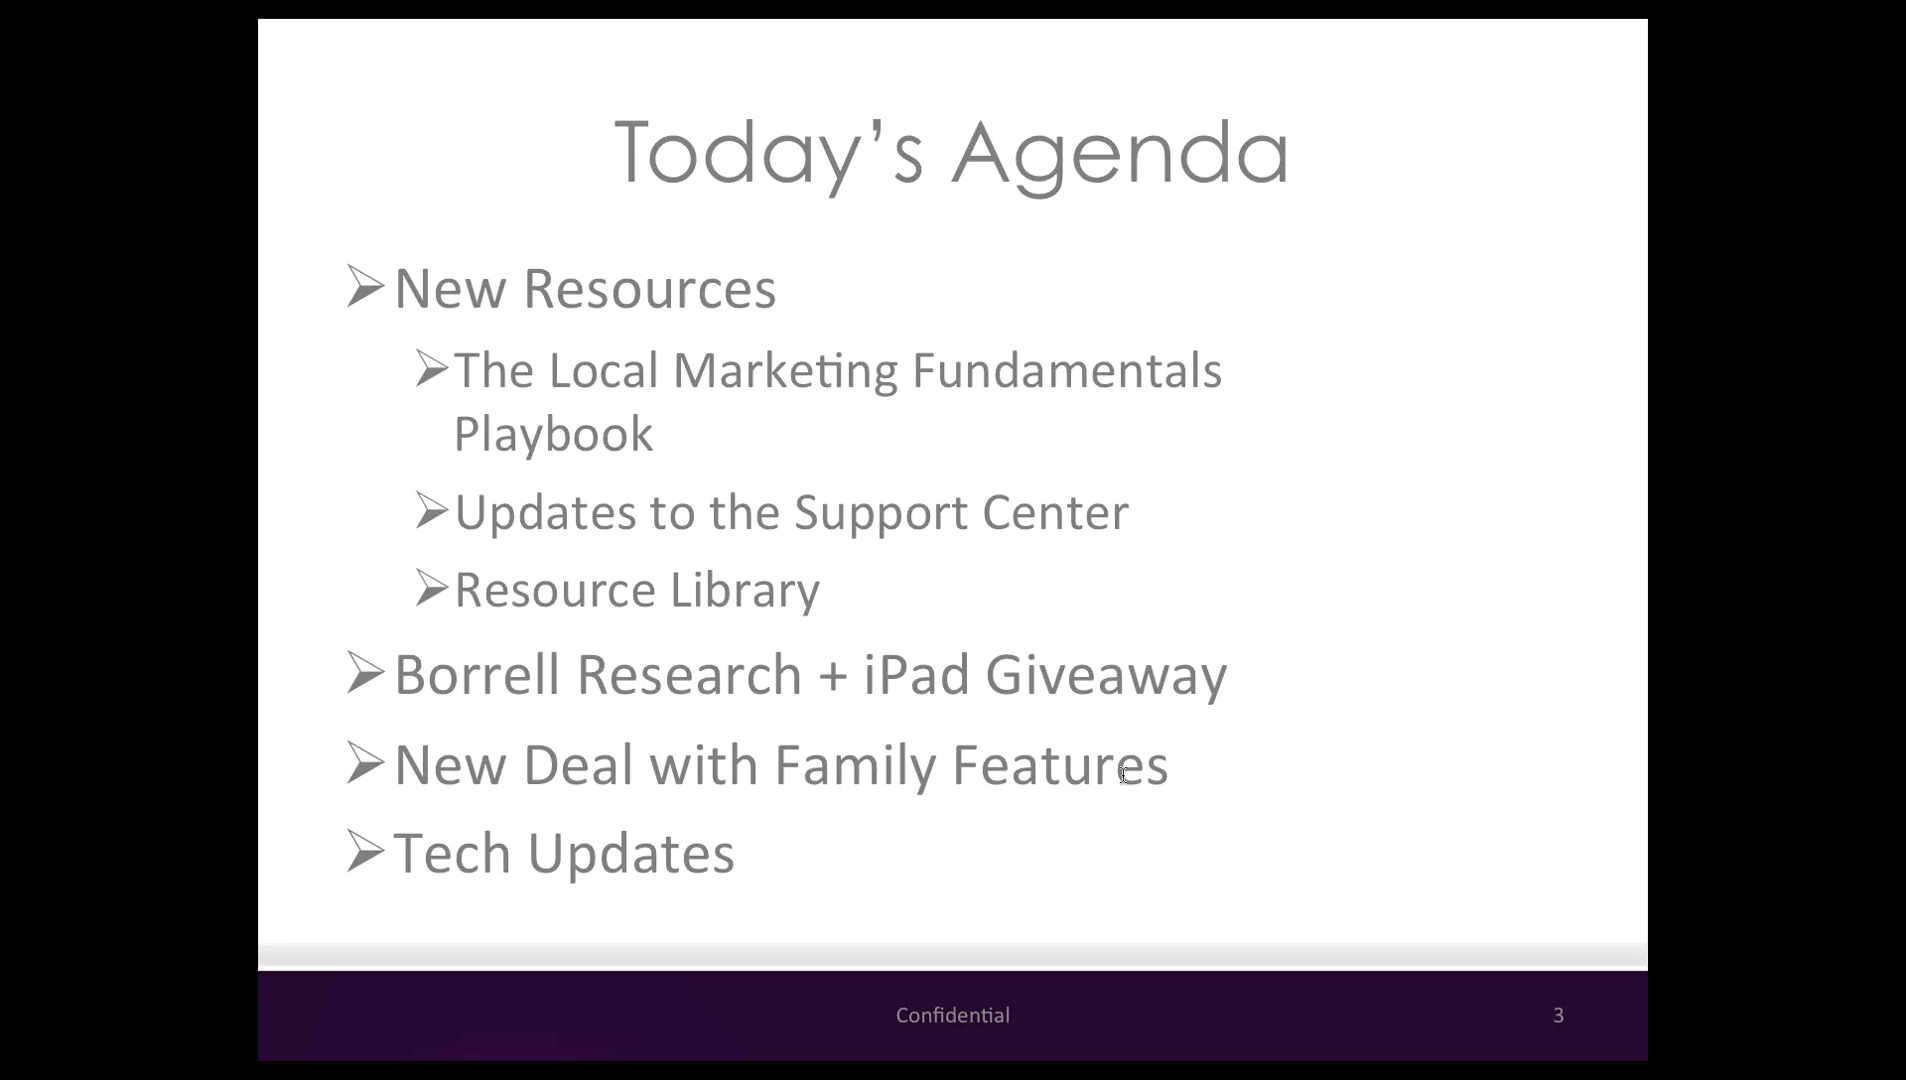 Today’s Agenda
New Resources
The Local Marketing Fundamentals
Playbook
Updates to the Support Center
Resource Library
Borrell Research + iPad Giveaway
New Deal with Family Features
Tech Updates
Confidential
3